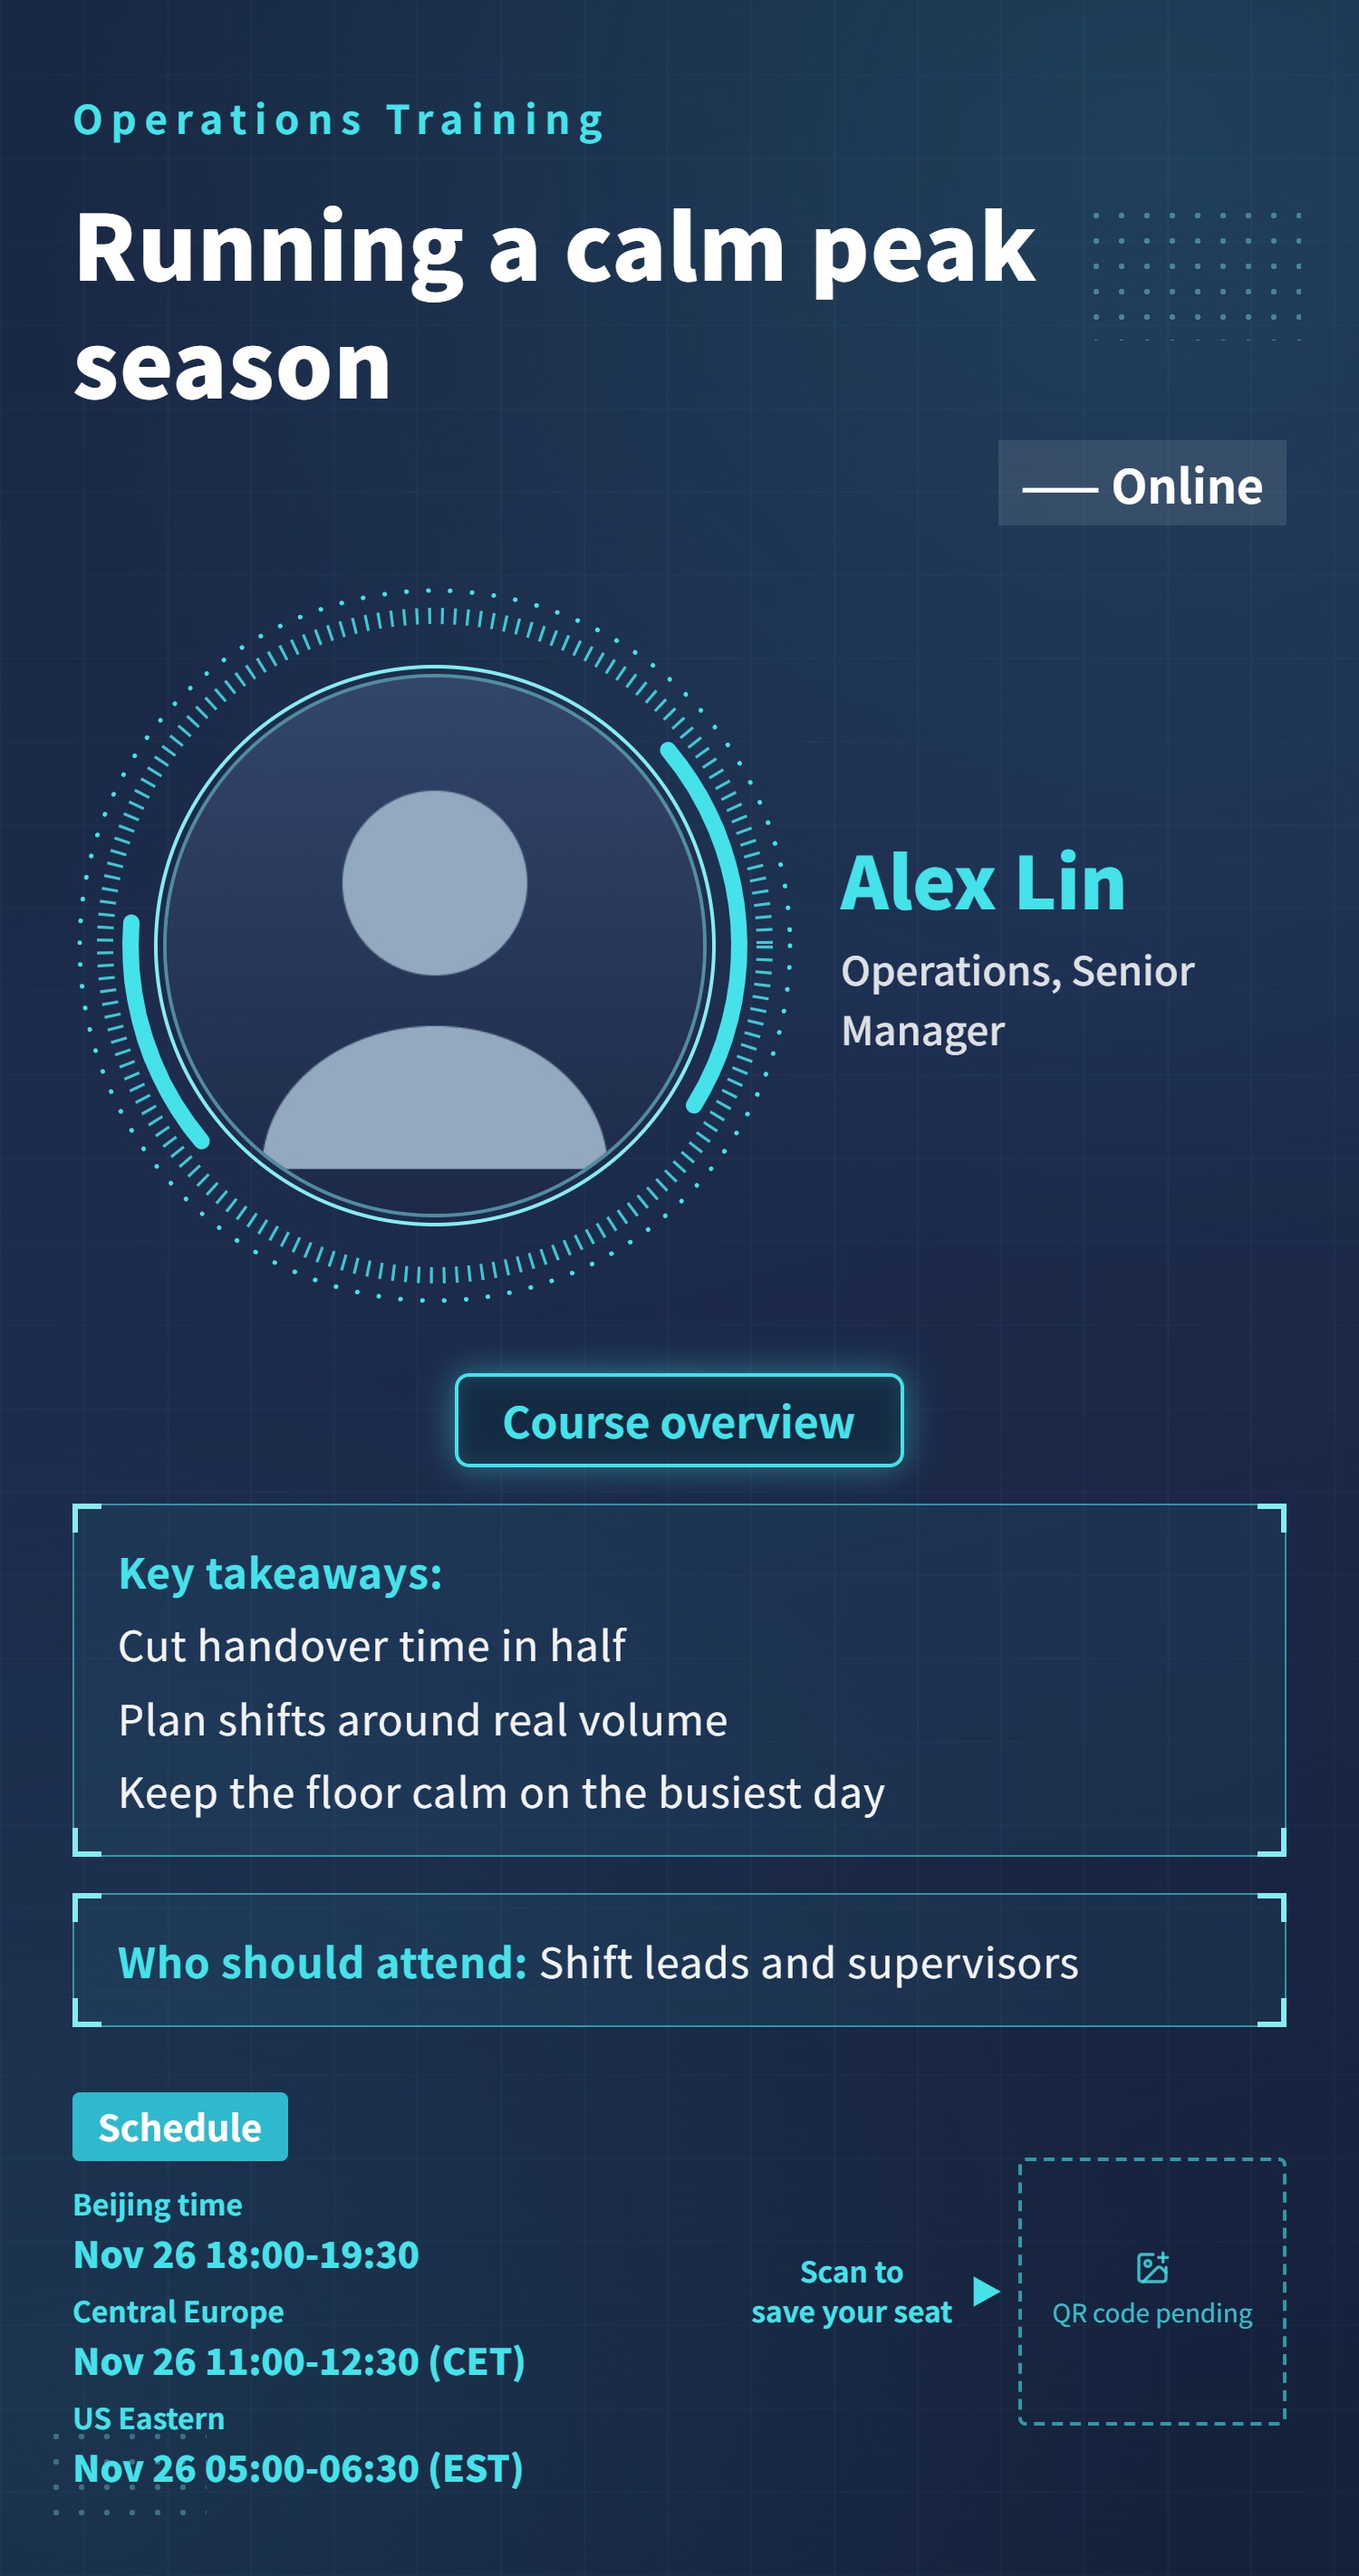 Operations Training
Running a calm peak
season
—— Online
Alex Lin
Operations, Senior
Manager
Course overview
Key takeaways:
Cut handover time in half
Plan shifts around real volume
Keep the floor calm on the busiest day
Who should attend: Shift leads and supervisors
Schedule
Beijing time
Nov 26 18:00-19:30
Central Europe
Nov 26 11:00-12:30 (CET)
US Eastern
Nov 26 05:00-06:30 (EST)
Scan to
save your seat
QR code pending